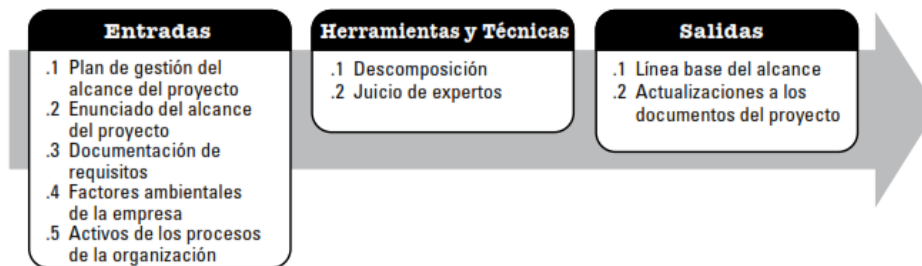 Entradas
.1 Plan de gestión del
alcance del proyecto
.2 Enunciado del alcance
del proyecto
.3 Documentación de
requisitos
.4 Factores ambientales
de la empresa
.5 Activos de los procesos
de la organización
Herramientas y Técnicas
.1 Descomposición
.2 Juicio de expertos
Salidas
.1 Línea base del alcance
.2 Actualizaciones a los
documentos del proyecto